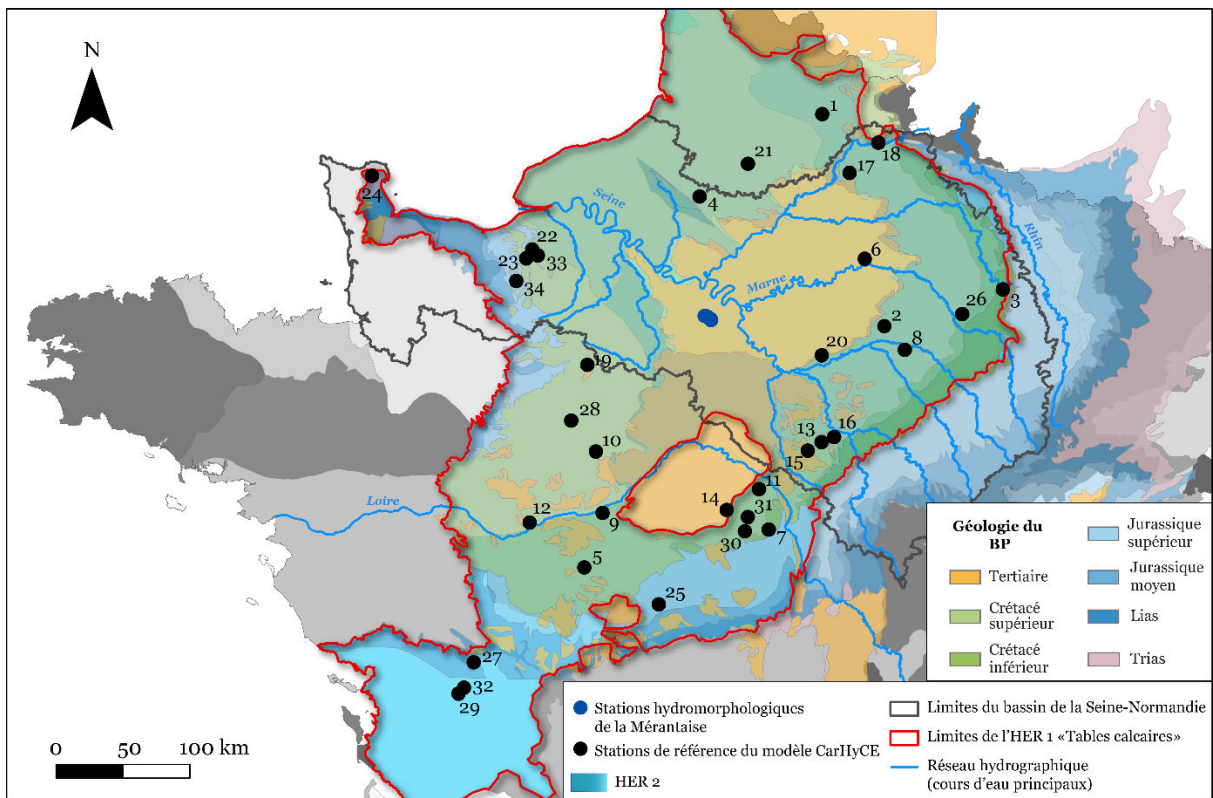 N
1
21
18
17
4
24
Seine
22
23
33
34
Rhin
6
Marne
3
26
2
8
20
19
28
10
13
16
15
11
14
31
30
7
Loire
12
9
5
25
27
32
29
0 50 100 km
Géologie du
BP
Tertiaire
Crétacé
supérieur
Crétacé
inférieur
Jurassique
supérieur
Jurassique
moyen
Lias
Trias
Stations hydromorphologiques
de la Mérantaise
Stations de référence du modèle CarHyCE
HER 2
Limites du bassin de la Seine-Normandie
Limites de l'HER 1 «Tables calcaires»
Réseau hydrographique
(cours d'eau principaux)